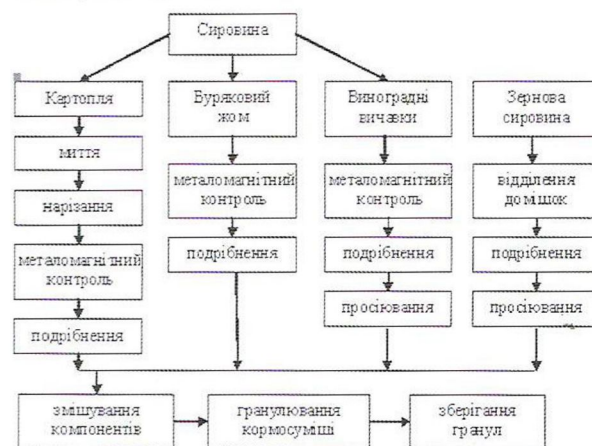 Сировина
Картопля
миття
нарізання
металомагнітний
контроль
подрібнення
Буряковий
жом
металомагнітний
контроль
подрібнення
Виноградні
вичавки
металомагнітний
контроль
подрібнення
просіювання
Зернова
сировина
відділення
домішок
подрібнення
просіювання
змішування
компонентів
гранулювання
кормосуміші
зберігання
гранул